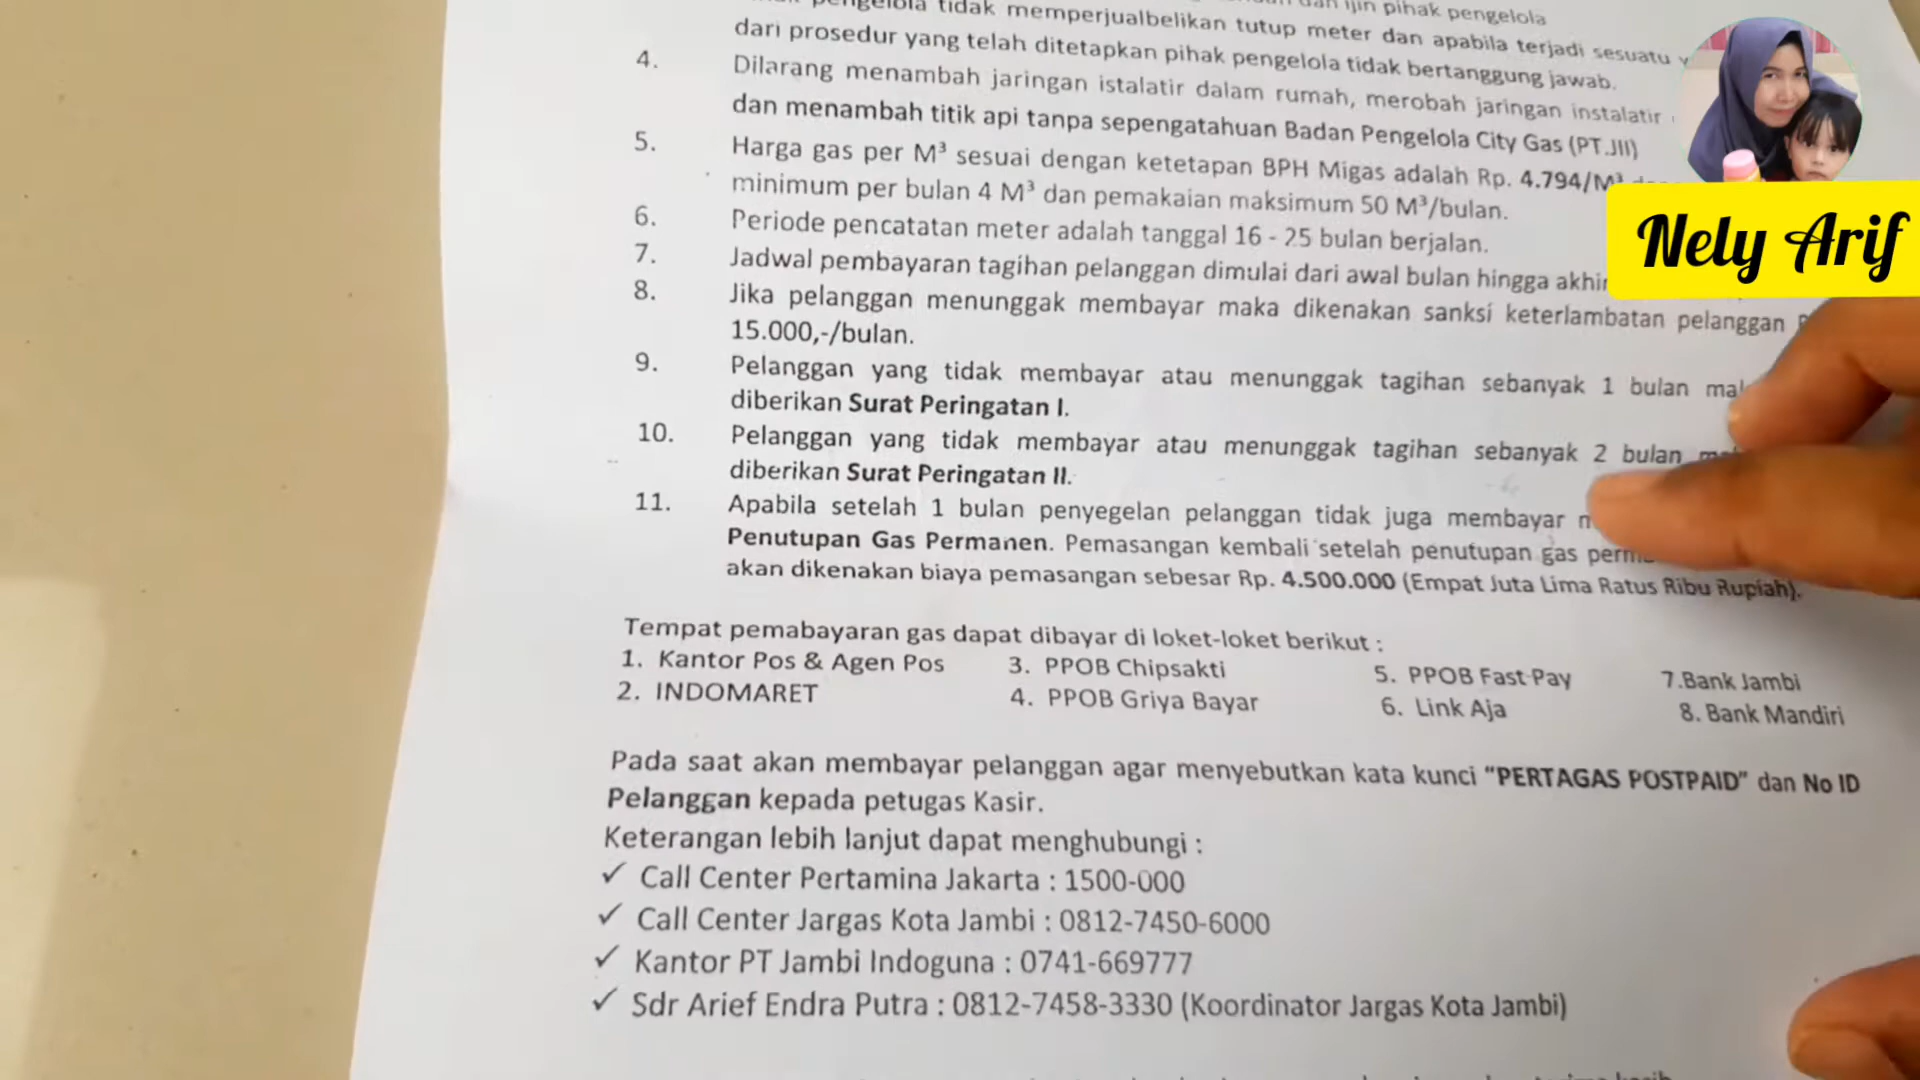 pengelola tidak memperjualbelikan tutup meter dan apabila terjadi sesuatu
ijin pihak pengelola
dari prosedur yang telah ditetapkan pihak pengelola tidak bertanggung jawab.
4. Dilarang menambah jaringan istalatir dalam rumah, merobah jaringan instalatir
dan menambah titik api tanpa sepengatahuan Badan Pengelola City Gas (PT.JII)
5. Harga gas per M³ sesuai dengan ketetapan BPH Migas adalah Rp. 4.794/M³
minimum per bulan 4 M³ dan pemakaian maksimum 50 M³/bulan.
6. Periode pencatatan meter adalah tanggal 16 - 25 bulan berjalan.
7. Jadwal pembayaran tagihan pelanggan dimulai dari awal bulan hingga akhir
8. Jika pelanggan menunggak membayar maka dikenakan sanksi keterlambatan pelanggan
15.000,-/bulan.
9. Pelanggan yang tidak membayar atau menunggak tagihan sebanyak 1 bulan
diberikan Surat Peringatan I.
10. Pelanggan yang tidak membayar atau menunggak tagihan sebanyak 2 bulan
diberikan Surat Peringatan II.
11. Apabila setelah 1 bulan penyegelan pelanggan tidak juga membayar
Penutupan Gas Permanen. Pemasangan kembali setelah penutupan gas
akan dikenakan biaya pemasangan sebesar Rp. 4.500.000 (Empat Juta Lima Ratus Ribu Rupiah).
Tempat pemabayaran gas dapat dibayar di loket-loket berikut :
1. Kantor Pos & Agen Pos 3. PPOB Chipsakti 5. PPOB Fast Pay 7.Bank Jambi
2. INDOMARET 4. PPOB Griya Bayar 6. Link Aja 8. Bank Mandiri
Pada saat akan membayar pelanggan agar menyebutkan kata kunci “PERTAGAS POSTPAID” dan No ID
Pelanggan kepada petugas Kasir.
Keterangan lebih lanjut dapat menghubungi :
✓ Call Center Pertamina Jakarta : 1500-000
✓ Call Center Jargas Kota Jambi : 0812-7450-6000
✓ Kantor PT Jambi Indoguna : 0741-669777
✓ Sdr Arief Endra Putra : 0812-7458-3330 (Koordinator Jargas Kota Jambi)
Nely Arif